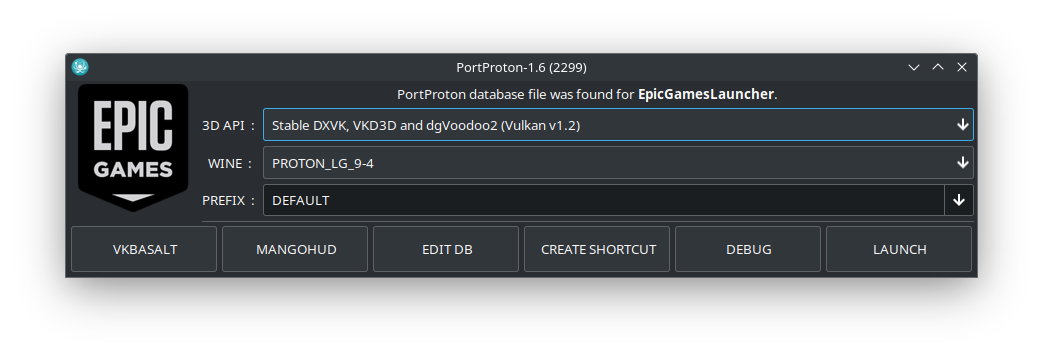 PortProton-1.6 (2299)
EPIC
GAMES
PortProton database file was found for EpicGamesLauncher.
3D API : Stable DXVK, VKD3D and dgVoodoo2 (Vulkan v1.2)
WINE : PROTON_LG_9-4
PREFIX : DEFAULT
VKBASALT MANGOHUD EDIT DB CREATE SHORTCUT DEBUG LAUNCH